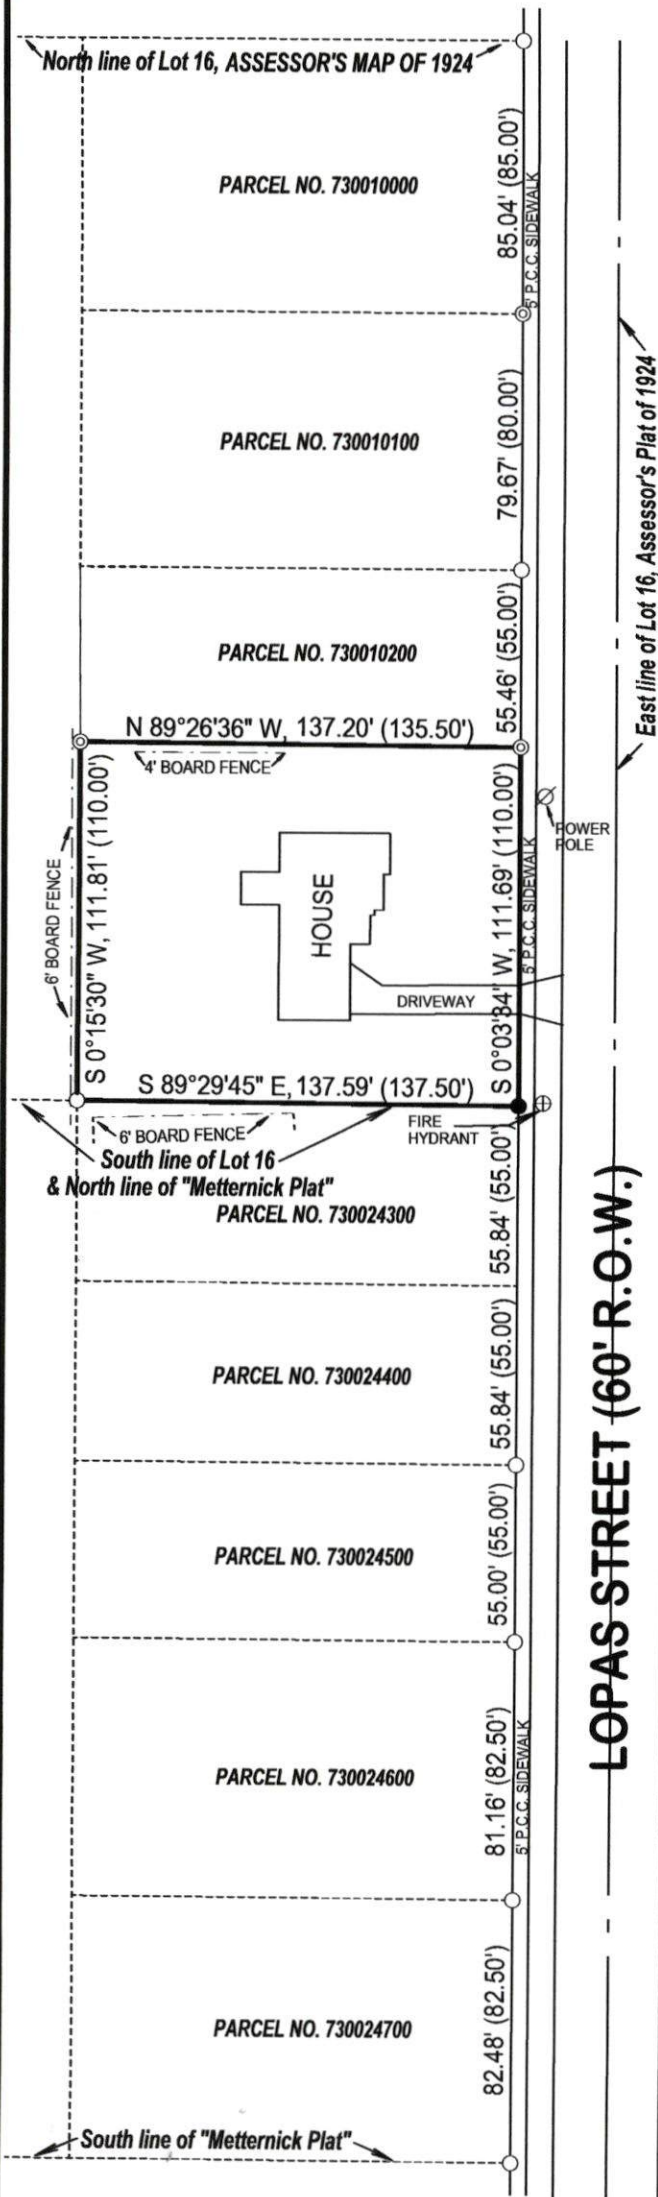 North line of Lot 16, ASSESSOR'S MAP OF 1924
PARCEL NO. 730010000
85.04' (85.00')
5' P.C.C. SIDEWALK
PARCEL NO. 730010100
79.67' (80.00')
East line of Lot 16, Assessor's Plat of 1924
PARCEL NO. 730010200
55.46' (55.00')
N 89°26'36" W, 137.20' (135.50')
4' BOARD FENCE
6' BOARD FENCE
S 0°15'30" W, 111.81' (110.00')
HOUSE
DRIVEWAY
S 0°03'34" W, 111.69' (110.00')
5' P.C.C. SIDEWALK
POWER
POLE
S 89°29'45" E, 137.59' (137.50')
6' BOARD FENCE
FIRE
HYDRANT
South line of Lot 16
& North line of "Metternick Plat"
PARCEL NO. 730024300
55.84' (55.00')
PARCEL NO. 730024400
55.84' (55.00')
LOPAS STREET (60' R.O.W.)
PARCEL NO. 730024500
55.00' (55.00')
PARCEL NO. 730024600
81.16' (82.50')
5' P.C.C. SIDEWALK
PARCEL NO. 730024700
82.48' (82.50')
South line of "Metternick Plat"